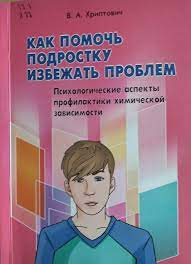 В. А. Хриптович
КАК ПОМОЧЬ
ПОДРОСТКУ
ИЗБЕЖАТЬ ПРОБЛЕМ
Психологические аспекты
профилактики химической
зависимости